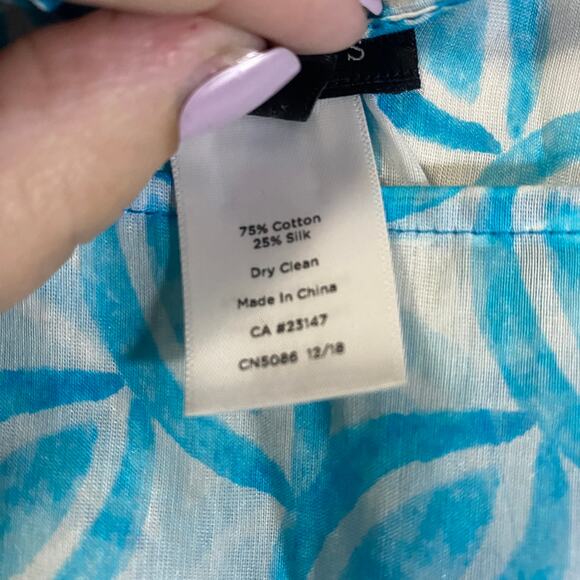 S
75% Cotton
25% Silk
Dry Clean
Made In China
CA #23147
CN5086 12/18